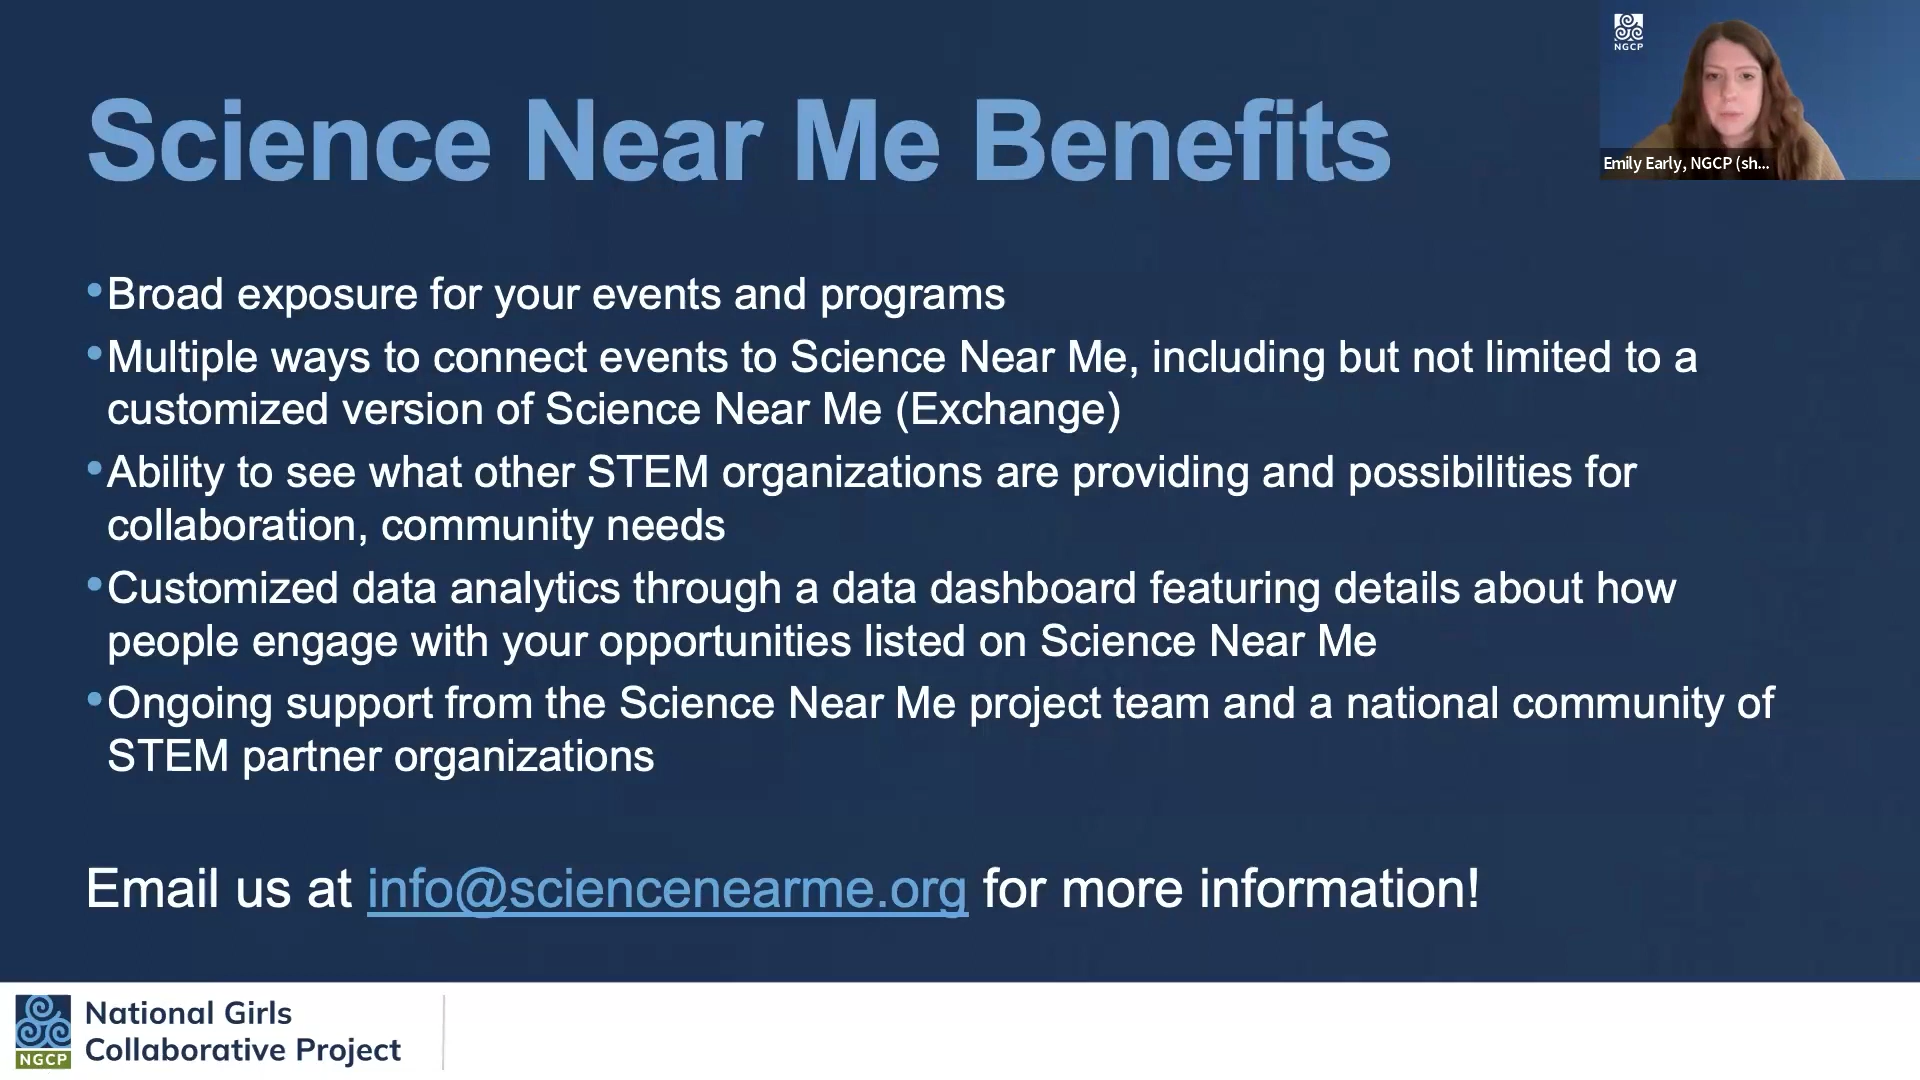 NGCP
Emily Early, NGCP (sh...
Science Near Me Benefits
•Broad exposure for your events and programs
•Multiple ways to connect events to Science Near Me, including but not limited to a
customized version of Science Near Me (Exchange)
•Ability to see what other STEM organizations are providing and possibilities for
collaboration, community needs
•Customized data analytics through a data dashboard featuring details about how
people engage with your opportunities listed on Science Near Me
•Ongoing support from the Science Near Me project team and a national community of
STEM partner organizations
Email us at info@sciencenearme.org for more information!
National Girls
Collaborative Project
NGCP